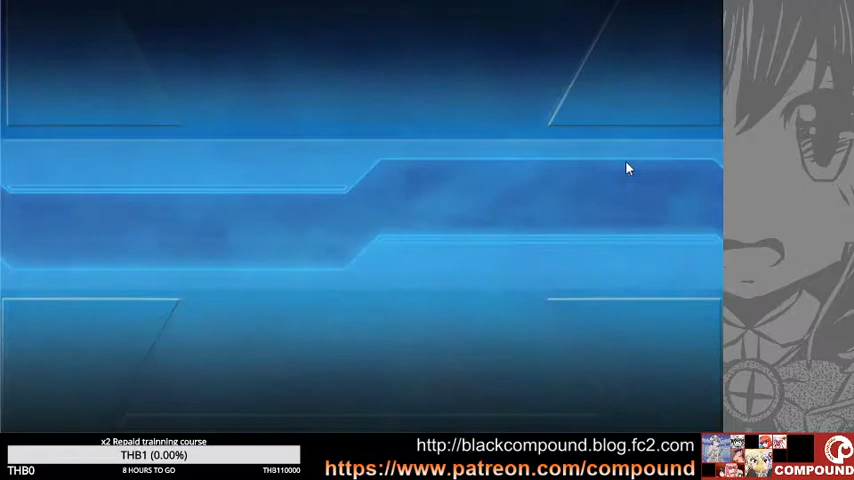 x2 Repaid trainning course
THB1 (0.00%)
THB0
8 HOURS TO GO
THB110000
http://blackcompound.blog.fc2.com
https://www.patreon.com/compound
COMPOUND